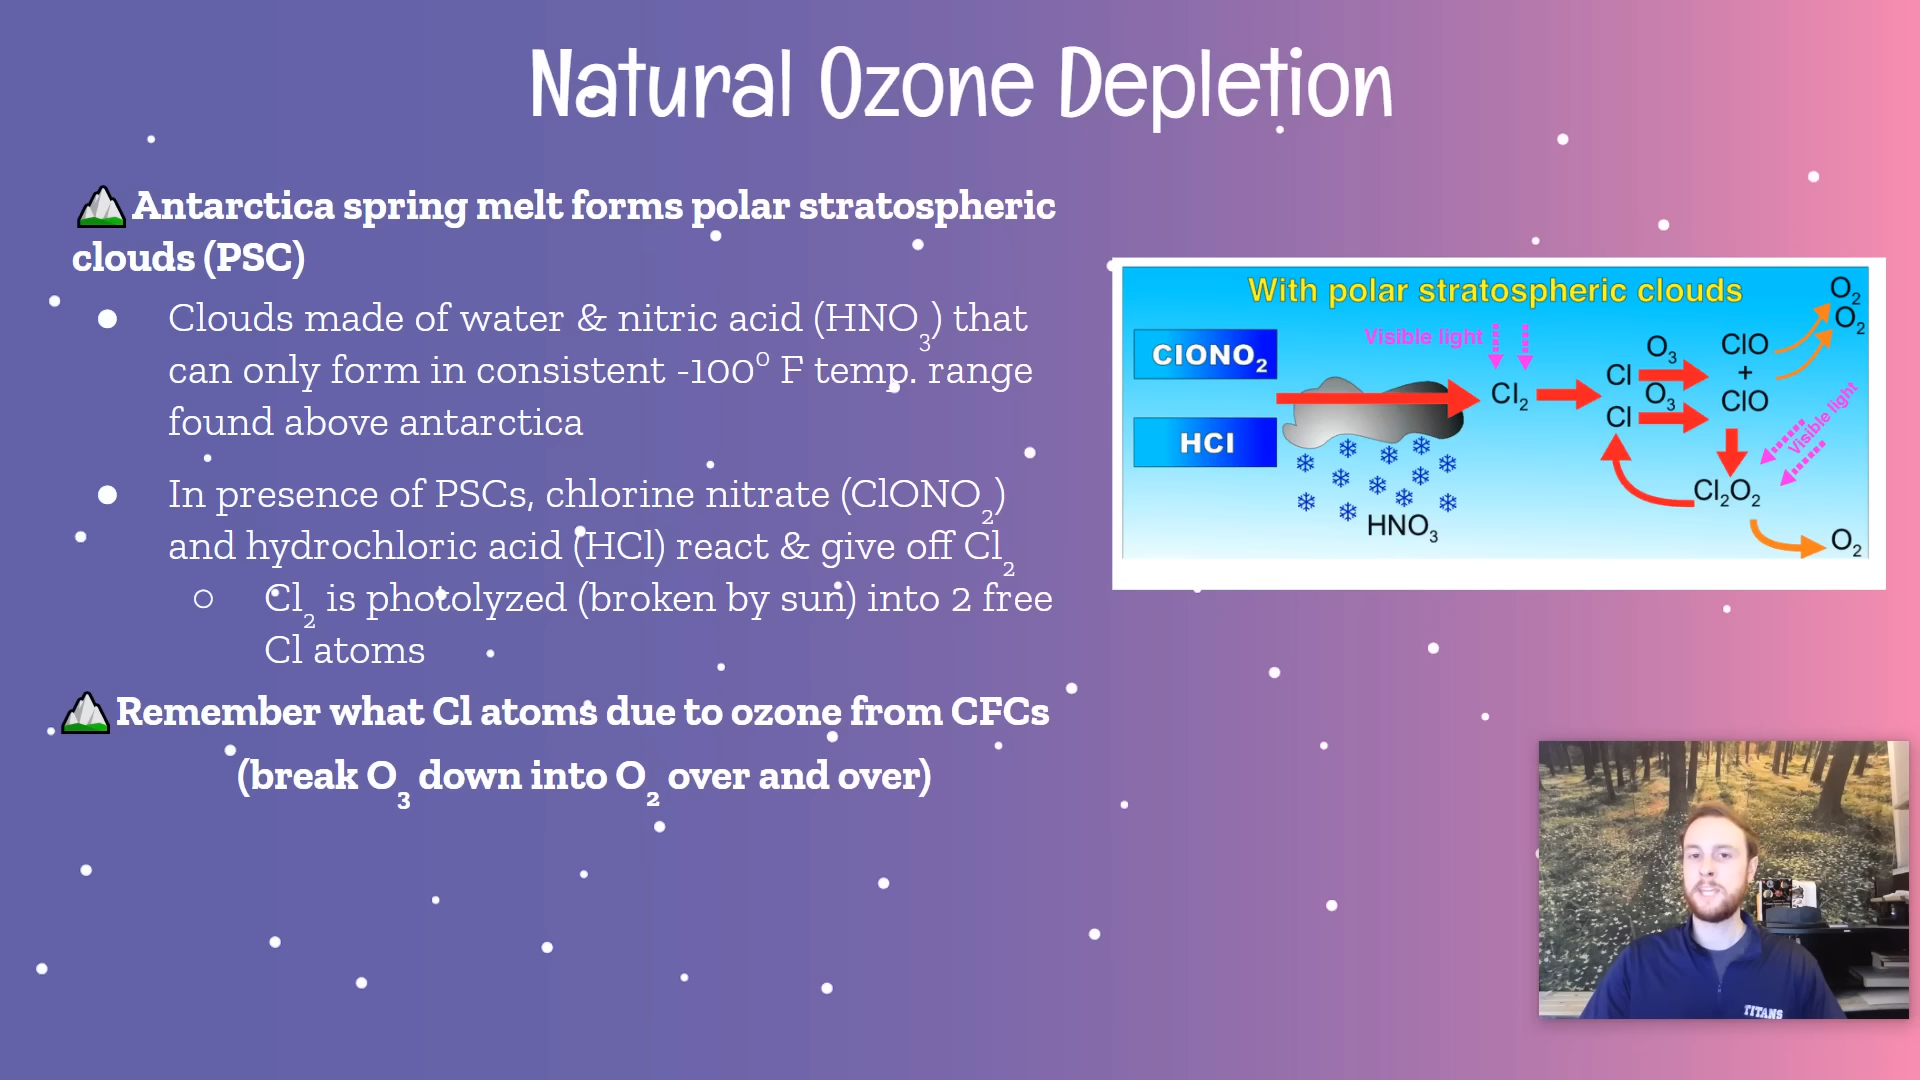 Natural Ozone Depletion
Antarctica spring melt forms polar stratospheric
clouds (PSC)
● Clouds made of water & nitric acid (HNO₃) that
can only form in consistent -100⁰ F temp. range
found above antarctica
● In presence of PSCs, chlorine nitrate (ClONO₂)
and hydrochloric acid (HCl) react & give off Cl₂
○ Cl₂ is photolyzed (broken by sun) into 2 free
Cl atoms
Remember what Cl atoms due to ozone from CFCs
(break O₃ down into O₂ over and over)
With polar stratospheric clouds
ClONO₂
HCl
Visible light
HNO₃
Cl₂
Cl
Cl
O₃
O₃
ClO
+
ClO
O₂
O₂
Visible light
Cl₂O₂
O₂
TITANS